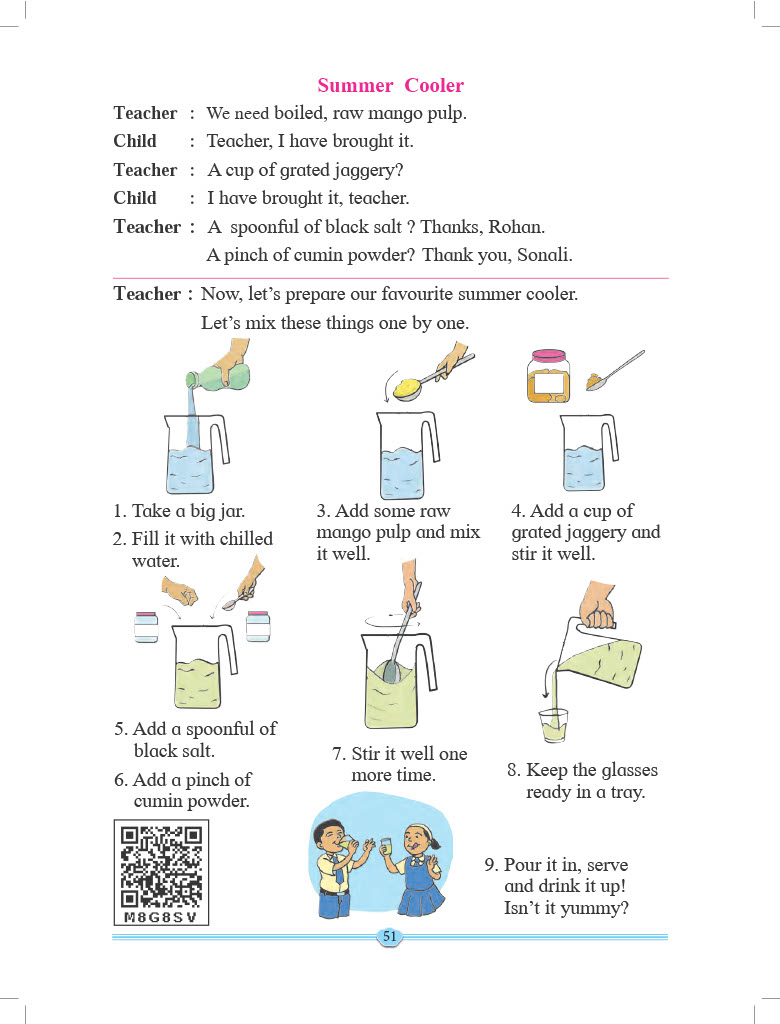 Summer Cooler
Teacher : We need boiled, raw mango pulp.
Child : Teacher, I have brought it.
Teacher : A cup of grated jaggery?
Child : I have brought it, teacher.
Teacher : A spoonful of black salt ? Thanks, Rohan.
A pinch of cumin powder? Thank you, Sonali.
Teacher : Now, let’s prepare our favourite summer cooler.
Let’s mix these things one by one.
1. Take a big jar.
2. Fill it with chilled
water.
3. Add some raw
mango pulp and mix
it well.
4. Add a cup of
grated jaggery and
stir it well.
5. Add a spoonful of
black salt.
6. Add a pinch of
cumin powder.
7. Stir it well one
more time.
8. Keep the glasses
ready in a tray.
9. Pour it in, serve
and drink it up!
Isn’t it yummy?
M8G8SV
51